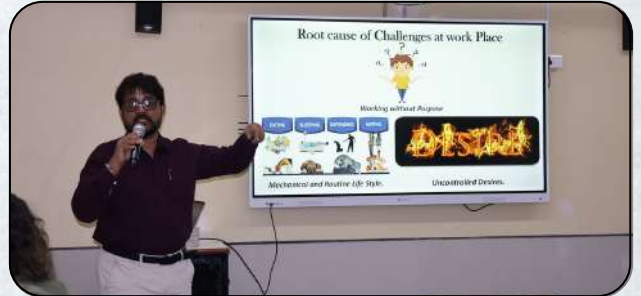 Root cause of Challenges at work Place
Working without Purpose
EATING SLEEPING DEFENDING MATING
DESIRE
Mechanical and Routine Life Style.
Uncontrolled Desires.